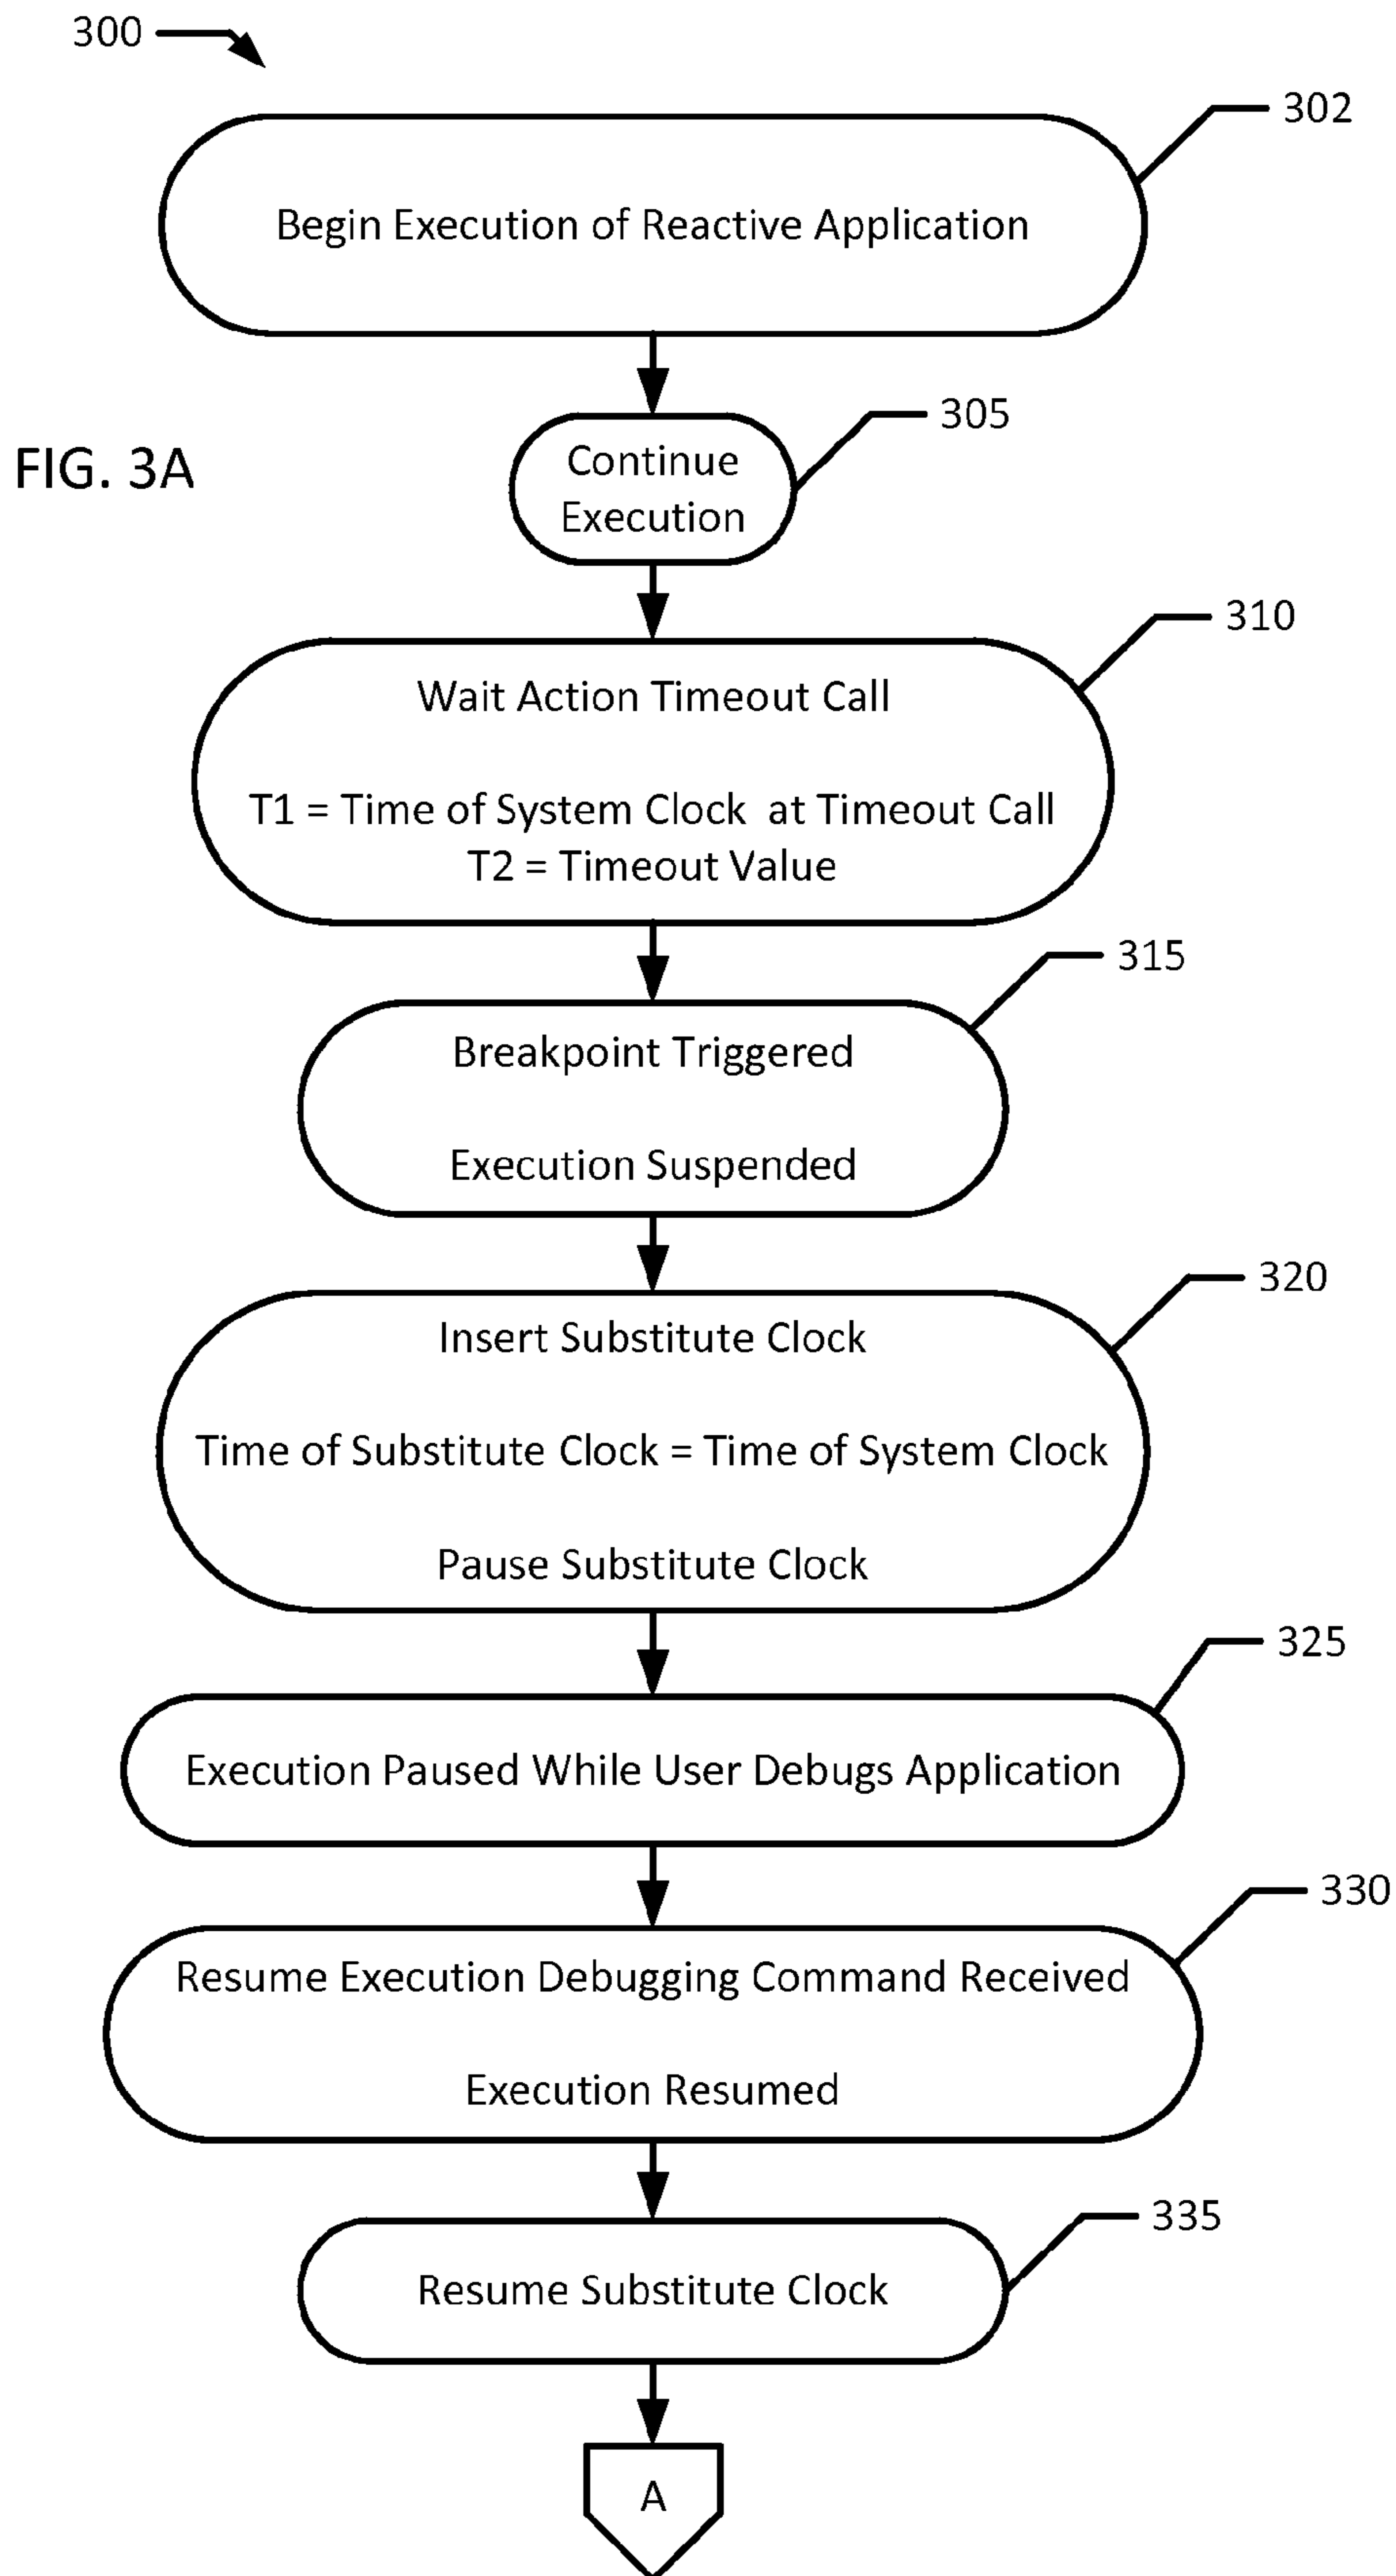 300
302
Begin Execution of Reactive Application
305
FIG. 3A
Continue
Execution
310
Wait Action Timeout Call
T1 = Time of System Clock at Timeout Call
T2 = Timeout Value
315
Breakpoint Triggered
Execution Suspended
320
Insert Substitute Clock
Time of Substitute Clock = Time of System Clock
Pause Substitute Clock
325
Execution Paused While User Debugs Application
330
Resume Execution Debugging Command Received
Execution Resumed
335
Resume Substitute Clock
A